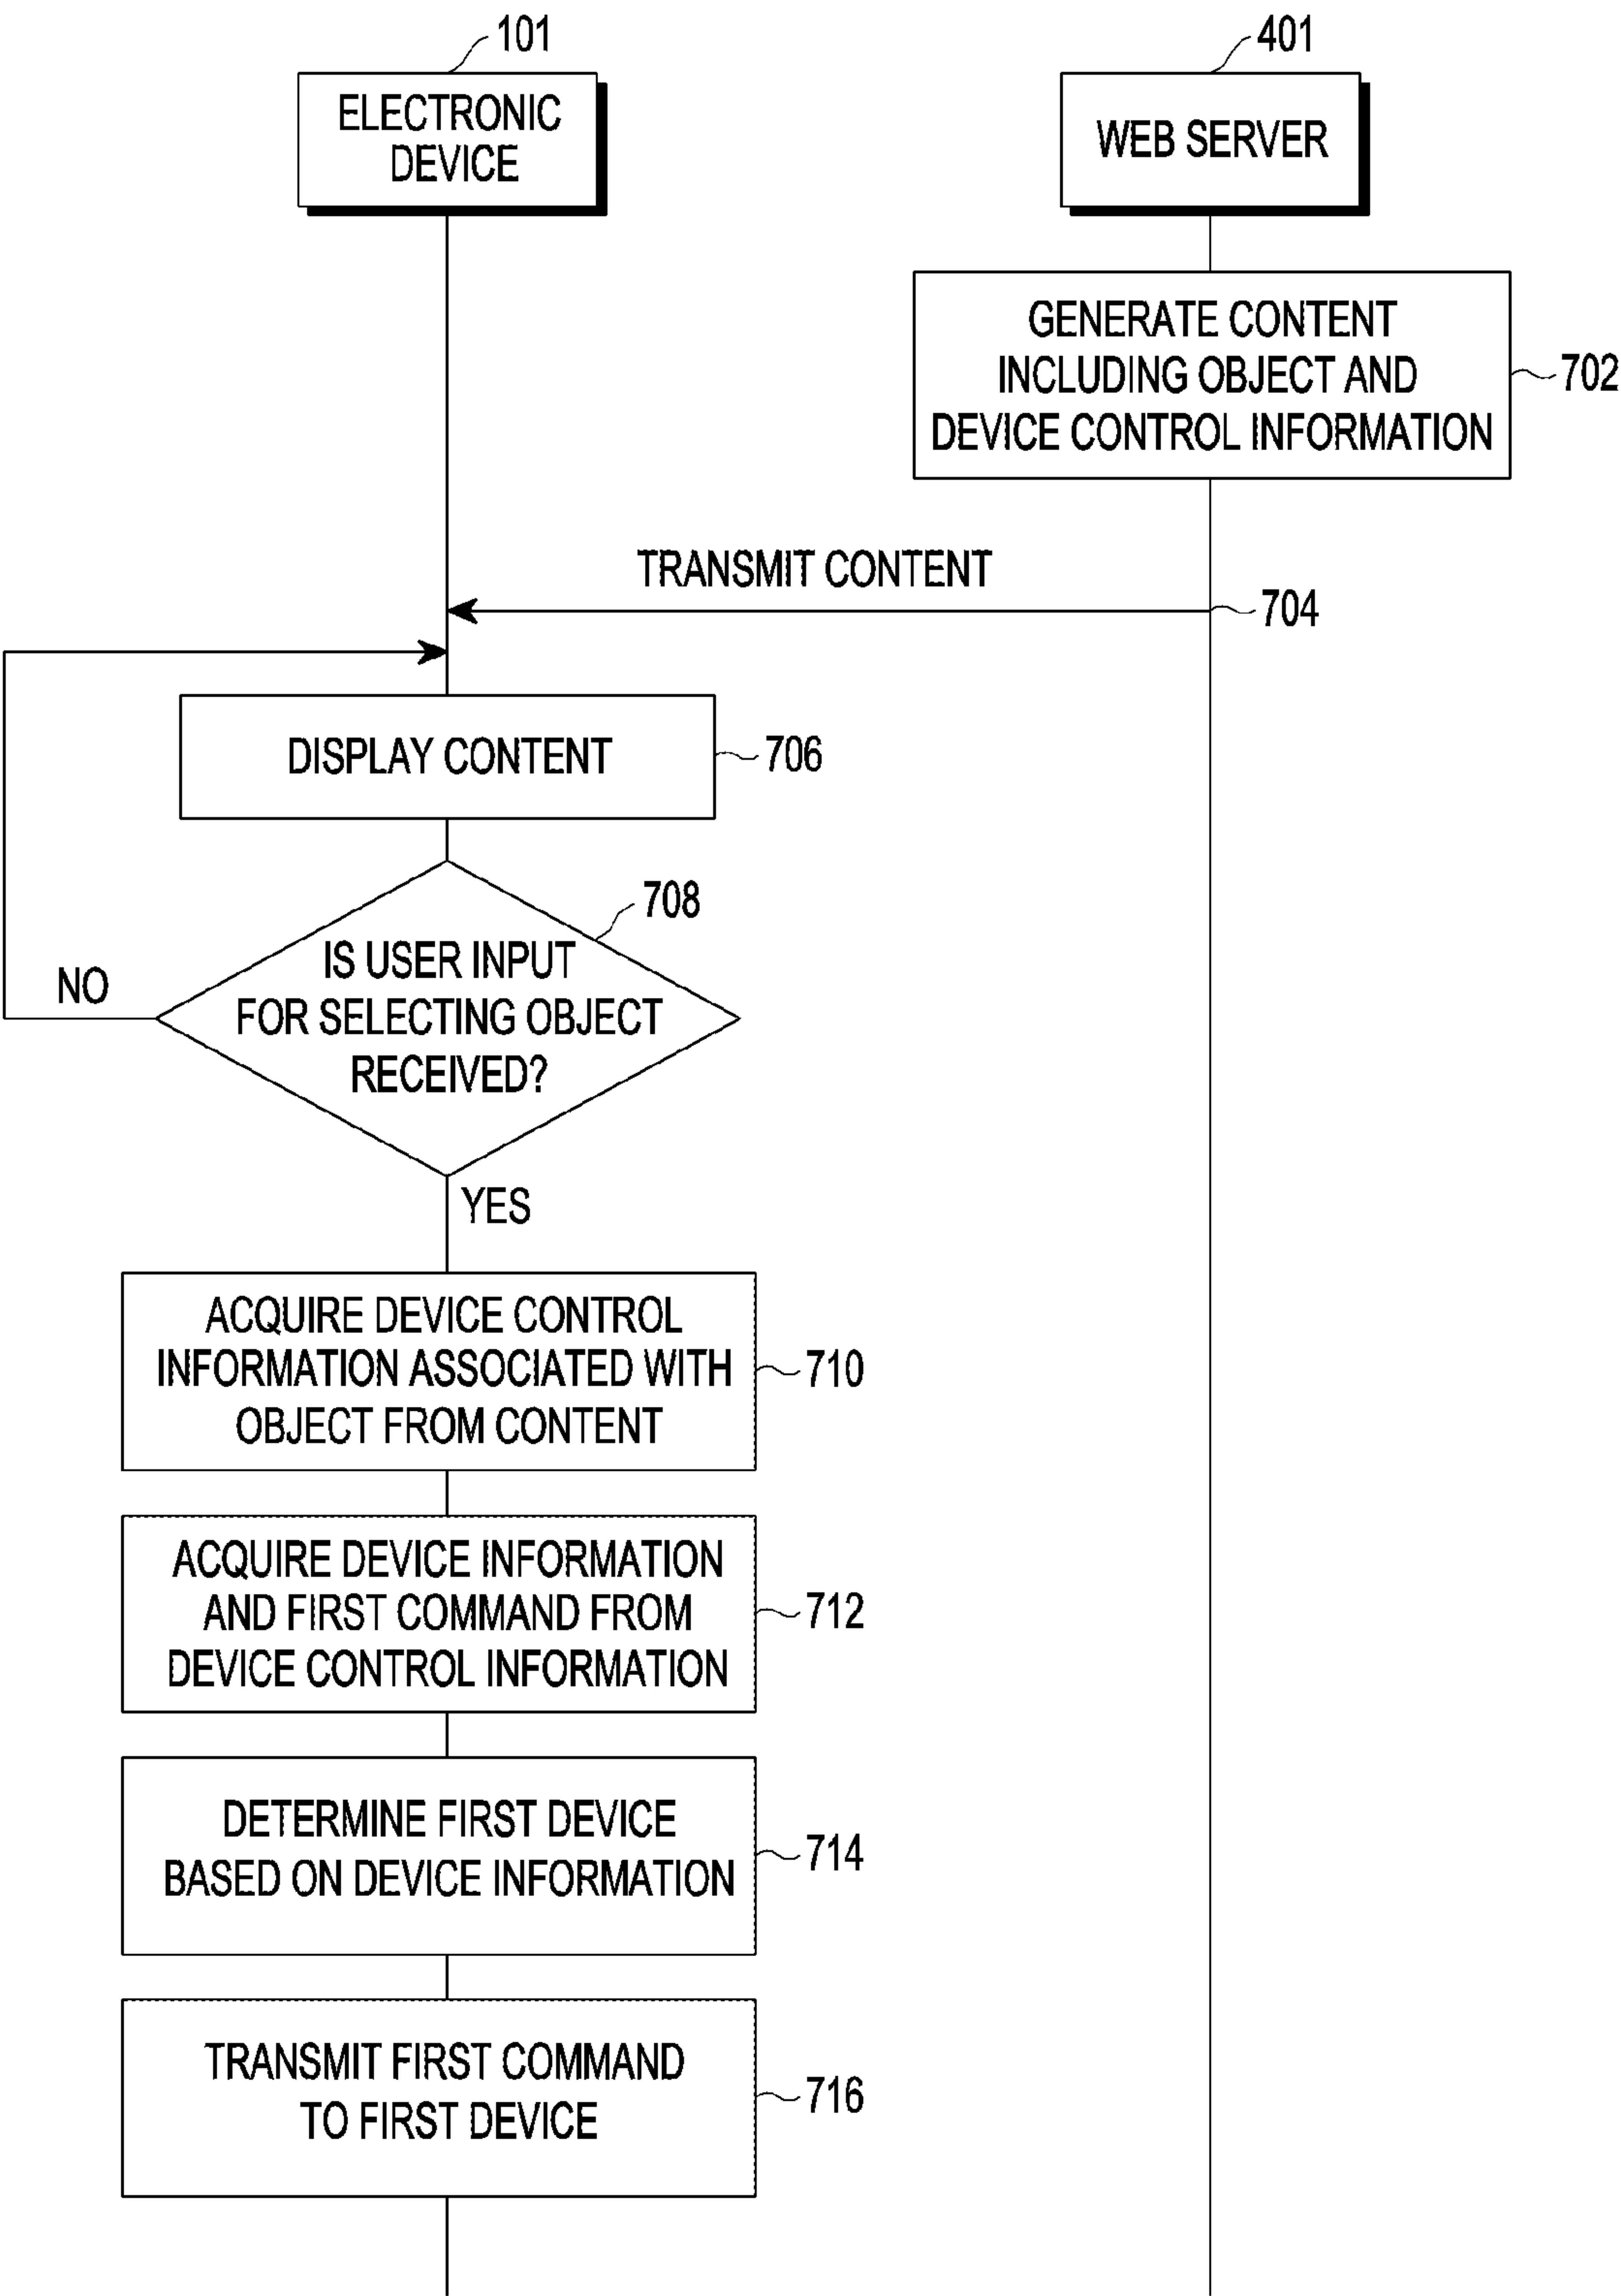 101
ELECTRONIC
DEVICE
401
WEB SERVER
GENERATE CONTENT
INCLUDING OBJECT AND
DEVICE CONTROL INFORMATION
702
TRANSMIT CONTENT
704
DISPLAY CONTENT
706
708
IS USER INPUT
FOR SELECTING OBJECT
RECEIVED?
NO
YES
ACQUIRE DEVICE CONTROL
INFORMATION ASSOCIATED WITH
OBJECT FROM CONTENT
710
ACQUIRE DEVICE INFORMATION
AND FIRST COMMAND FROM
DEVICE CONTROL INFORMATION
712
DETERMINE FIRST DEVICE
BASED ON DEVICE INFORMATION
714
TRANSMIT FIRST COMMAND
TO FIRST DEVICE
716